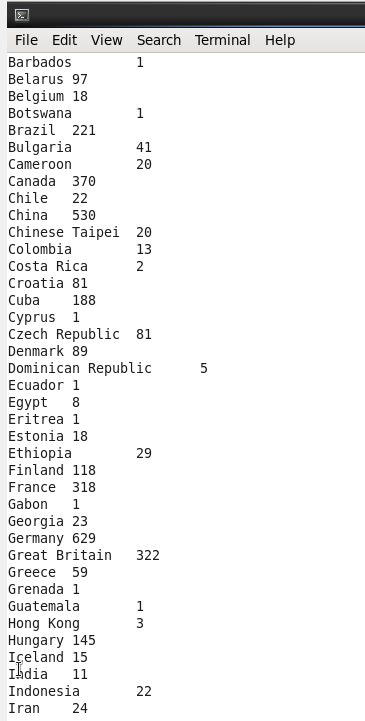 File Edit View Search Terminal Help
Barbados 1
Belarus 97
Belgium 18
Botswana 1
Brazil 221
Bulgaria 41
Cameroon 20
Canada 370
Chile 22
China 530
Chinese Taipei 20
Colombia 13
Costa Rica 2
Croatia 81
Cuba 188
Cyprus 1
Czech Republic 81
Denmark 89
Dominican Republic 5
Ecuador 1
Egypt 8
Eritrea 1
Estonia 18
Ethiopia 29
Finland 118
France 318
Gabon 1
Georgia 23
Germany 629
Great Britain 322
Greece 59
Grenada 1
Guatemala 1
Hong Kong 3
Hungary 145
Iceland 15
India 11
Indonesia 22
Iran 24